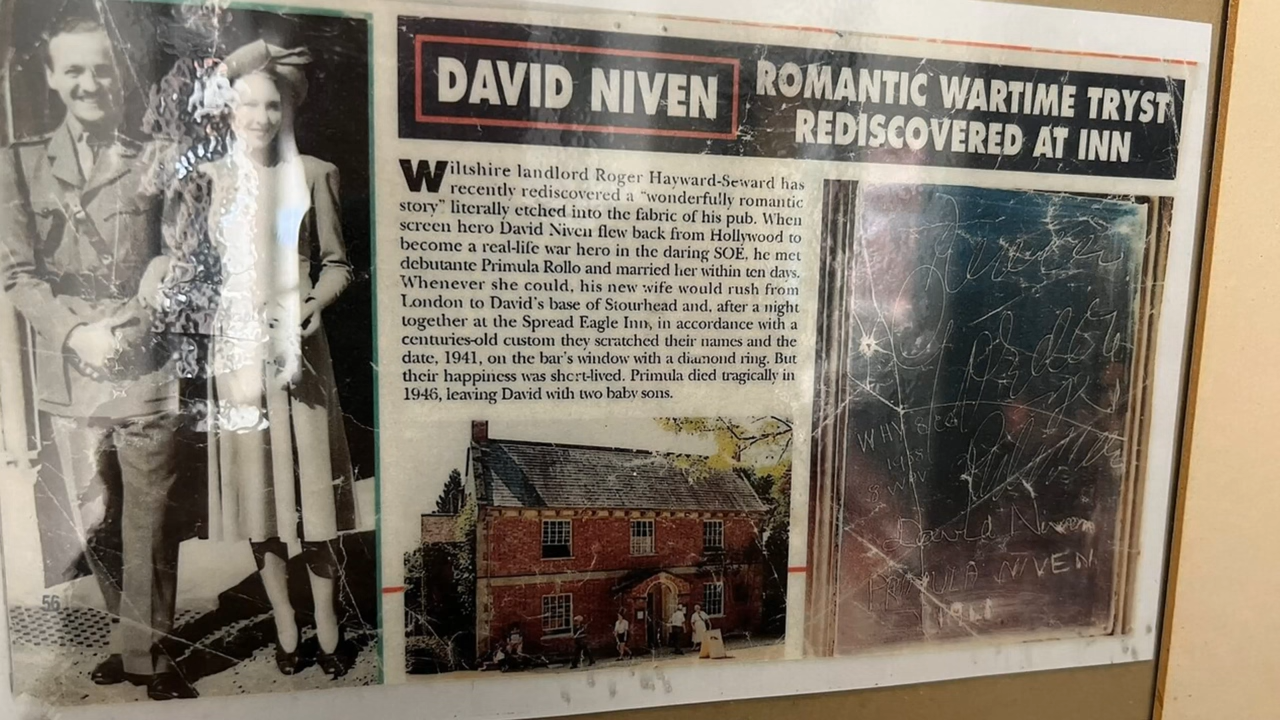 DAVID NIVEN
ROMANTIC WARTIME TRYST
REDISCOVERED AT INN
Wiltshire landlord Roger Hayward-Seward has
recently rediscovered a "wonderfully romantic
story" literally etched into the fabric of his pub. When
screen hero David Niven flew back from Hollywood to
become a real-life war hero in the daring SOE, he met
debutante Primula Rollo and married her within ten days.
Whenever she could, his new wife would rush from
London to David's base of Stourhead and, after a night
together at the Spread Eagle Inn, in accordance with a
centuries-old custom they scratched their names and the
date, 1941, on the bar's window with a diamond ring. But
their happiness was short-lived. Primula died tragically in
1946, leaving David with two baby sons.
56
WHY
David Niven
PRIMULA NIVEN
1941